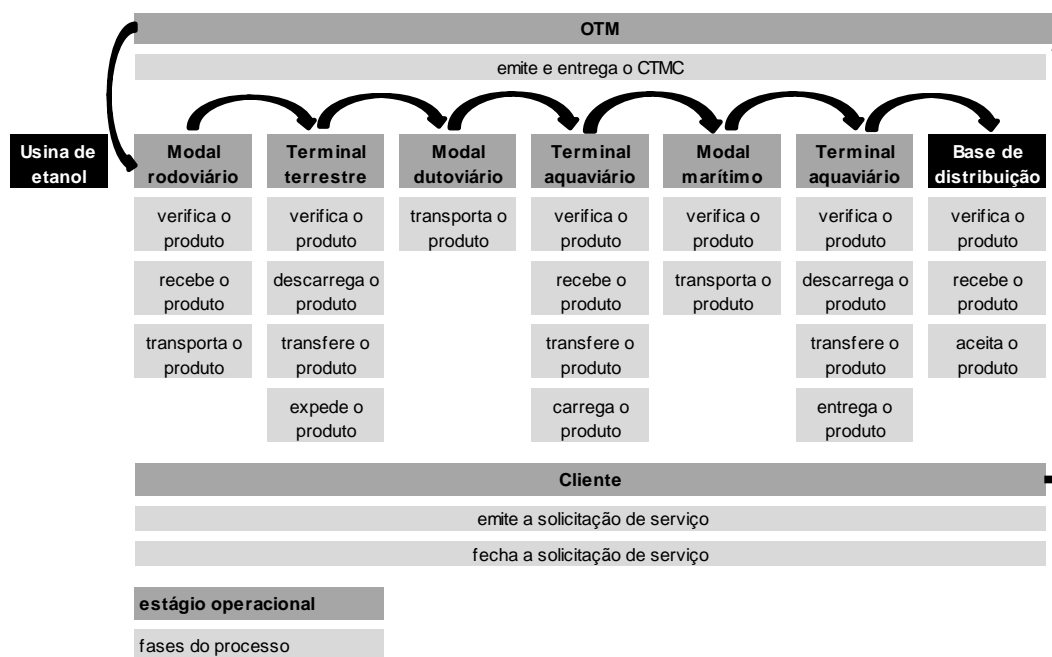 OTM
emite e entrega o CTMC
Usina de
etanol
Modal
rodoviário
Terminal
terrestre
Modal
dutoviário
Terminal
aquaviário
Modal
marítimo
Terminal
aquaviário
Base de
distribuição
verifica o
produto
verifica o
produto
transporta o
produto
verifica o
produto
verifica o
produto
verifica o
produto
verifica o
produto
recebe o
produto
descarrega o
produto
recebe o
produto
transporta o
produto
descarrega o
produto
recebe o
produto
transporta o
produto
transfere o
produto
transfere o
produto
transfere o
produto
aceita o
produto
expede o
produto
carrega o
produto
entrega o
produto
Cliente
emite a solicitação de serviço
fecha a solicitação de serviço
estágio operacional
fases do processo